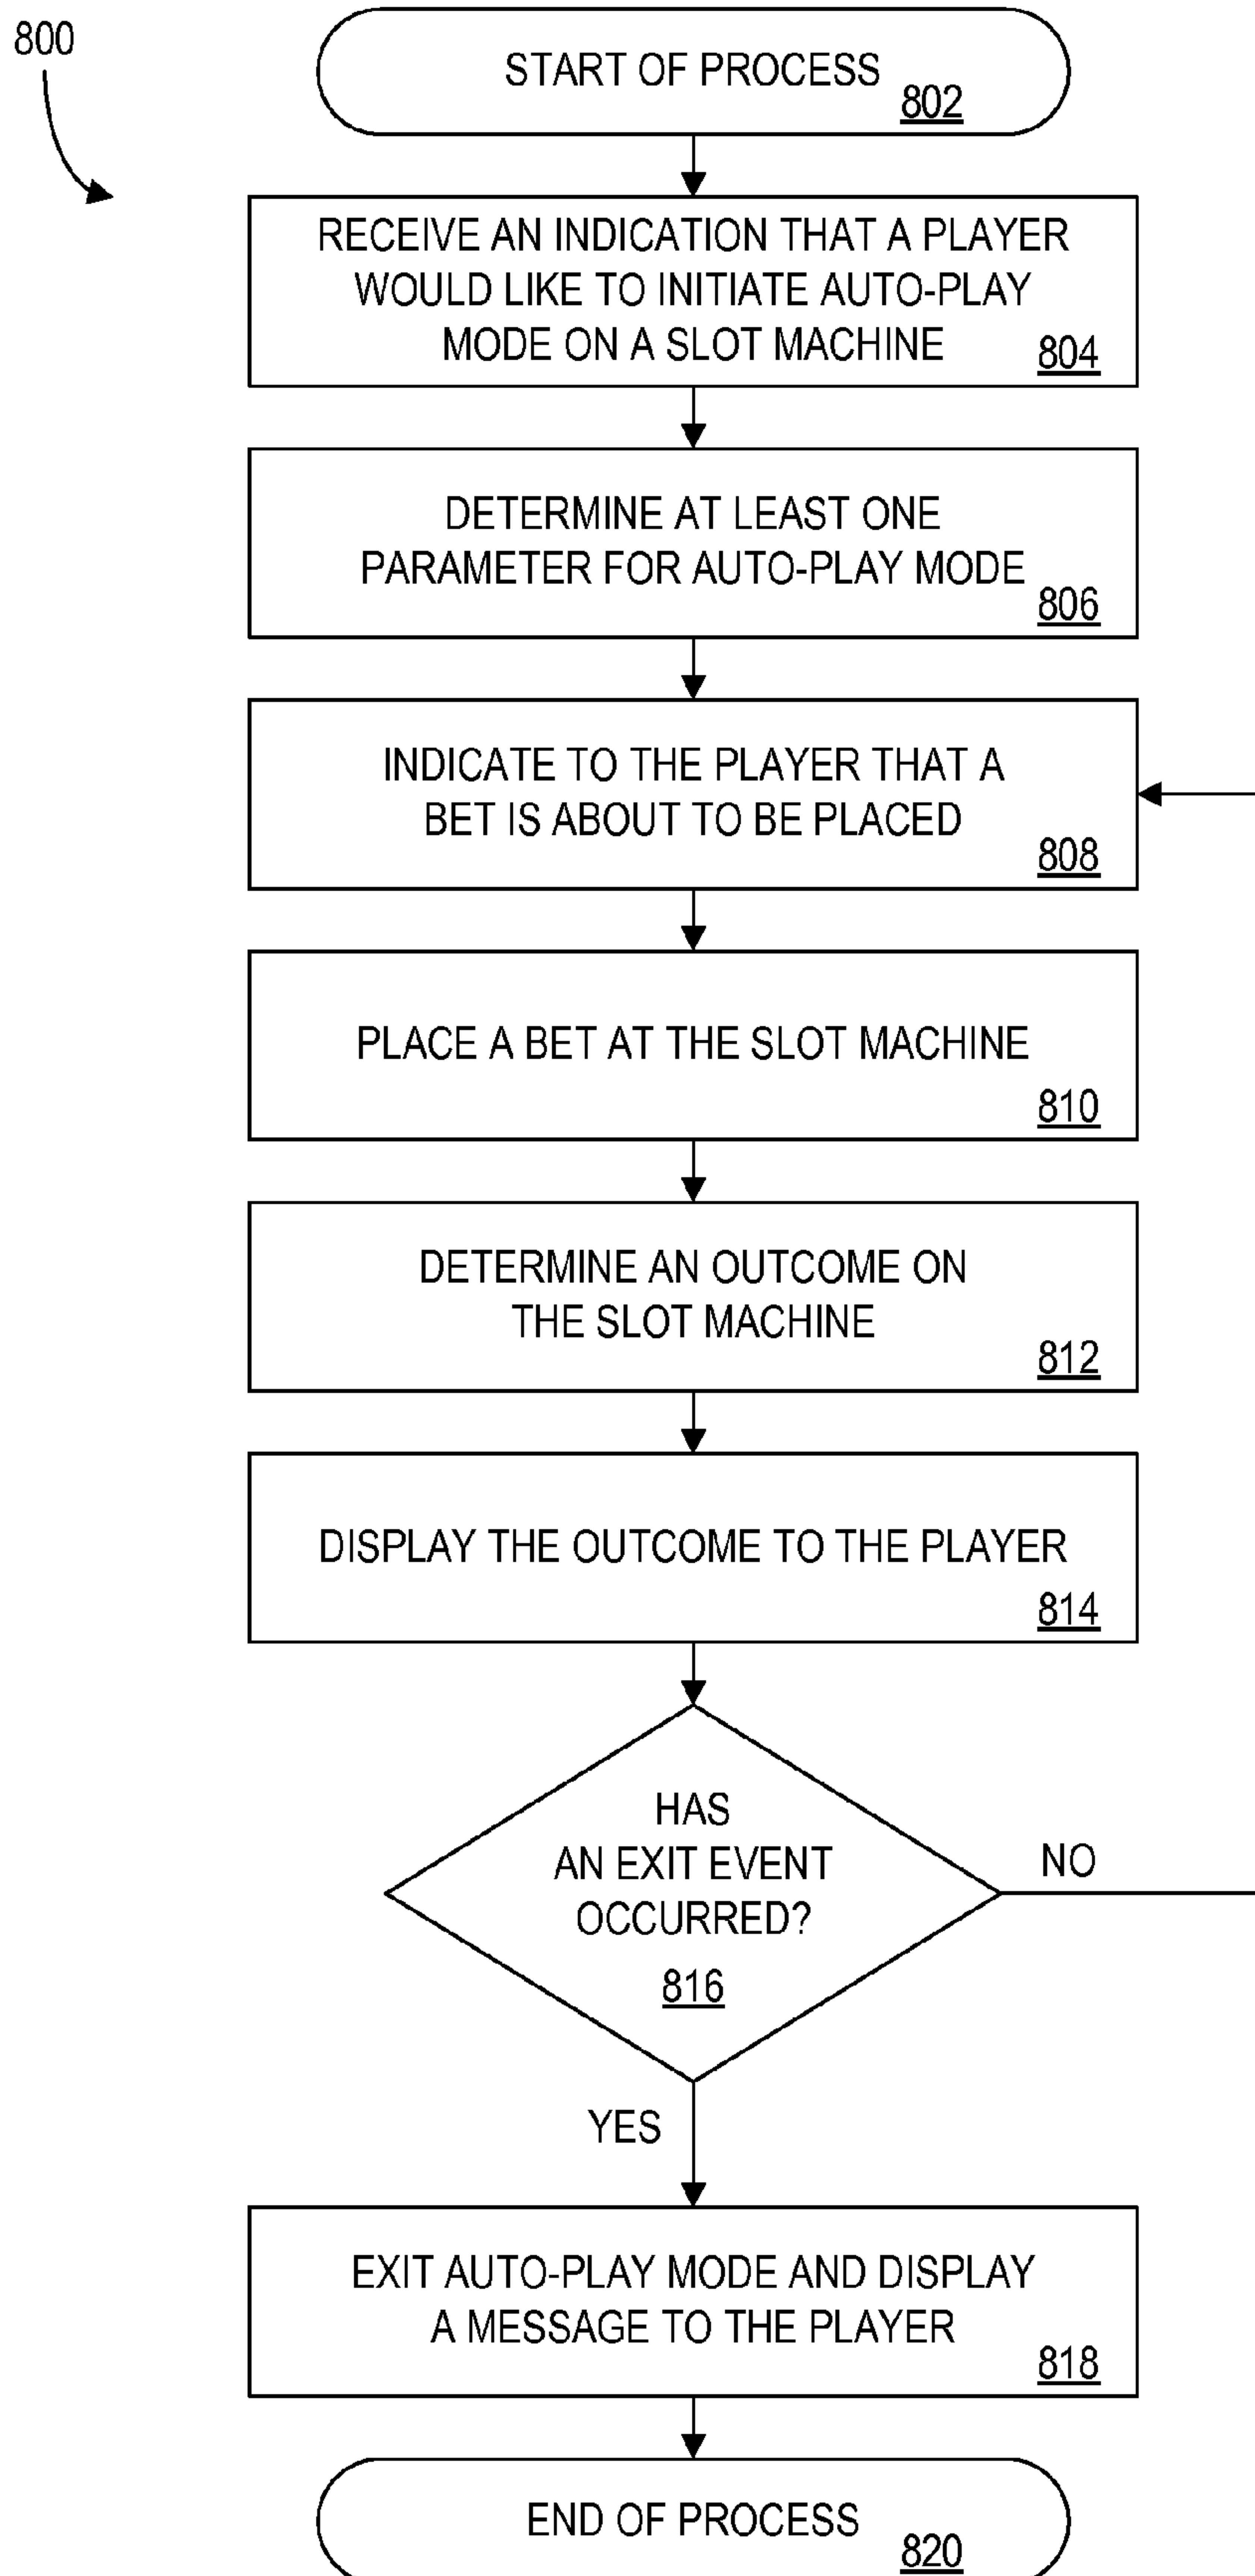 800
START OF PROCESS
802
RECEIVE AN INDICATION THAT A PLAYER
WOULD LIKE TO INITIATE AUTO-PLAY
MODE ON A SLOT MACHINE
804
DETERMINE AT LEAST ONE
PARAMETER FOR AUTO-PLAY MODE
806
INDICATE TO THE PLAYER THAT A
BET IS ABOUT TO BE PLACED
808
PLACE A BET AT THE SLOT MACHINE
810
DETERMINE AN OUTCOME ON
THE SLOT MACHINE
812
DISPLAY THE OUTCOME TO THE PLAYER
814
HAS
AN EXIT EVENT
OCCURRED?
816
NO
YES
EXIT AUTO-PLAY MODE AND DISPLAY
A MESSAGE TO THE PLAYER
818
END OF PROCESS
820